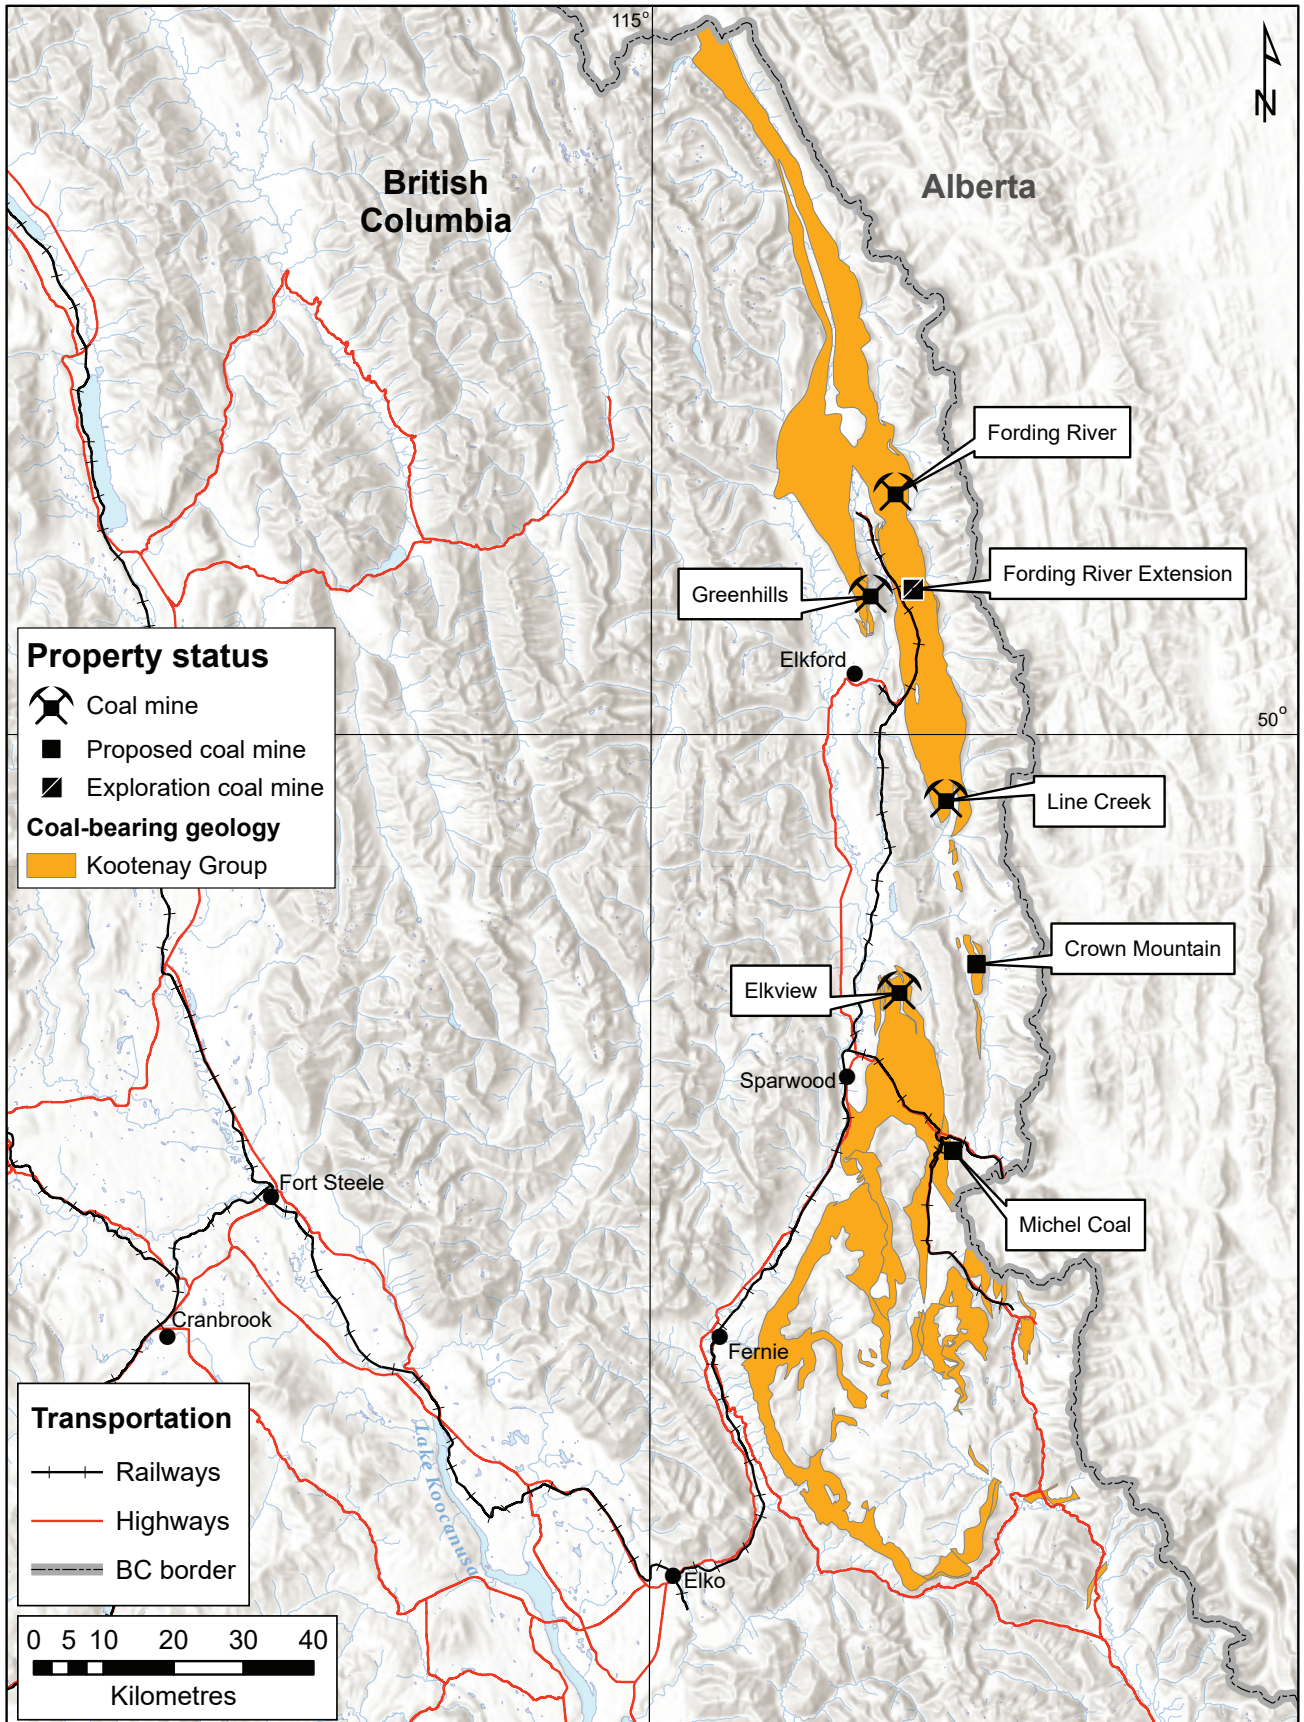 115°
N
British
Columbia
Alberta
Fording River
Fording River Extension
Greenhills
Elkford
50°
Property status
Coal mine
Proposed coal mine
Exploration coal mine
Coal-bearing geology
Kootenay Group
Line Creek
Crown Mountain
Elkview
Sparwood
Fort Steele
Michel Coal
Cranbrook
Fernie
Transportation
Railways
Highways
BC border
Lake Koocanusa
Elko
0 5 10 20 30 40
Kilometres